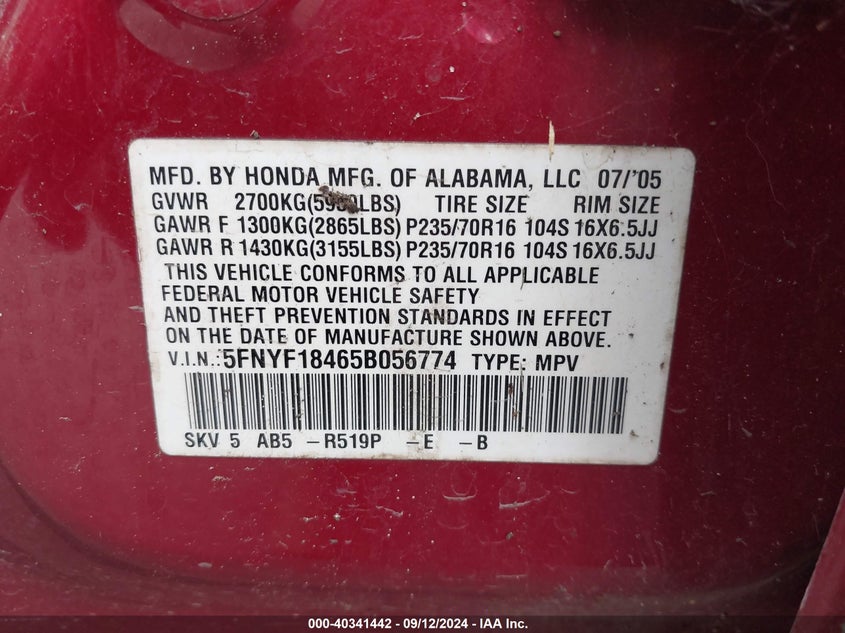 MFD. BY HONDA MFG. OF ALABAMA, LLC 07/'05
GVWR 2700KG( TIRE SIZE RIM SIZE
GAWR F 1300KG(2865LBS) P235/70R16 104S 16X6.5JJ
GAWR R 1430KG(3155LBS) P235/70R16 104S 16X6.5JJ
THIS VEHICLE CONFORMS TO ALL APPLICABLE
FEDERAL MOTOR VEHICLE SAFETY
AND THEFT PREVENTION STANDARDS IN EFFECT
ON THE DATE OF MANUFACTURE SHOWN ABOVE.
V.I.N.: 5FNYF18465B056774 TYPE: MPV
SKV 5 AB5 –R519P –E –B
000-40341442 - 09/12/2024 - IAA Inc.